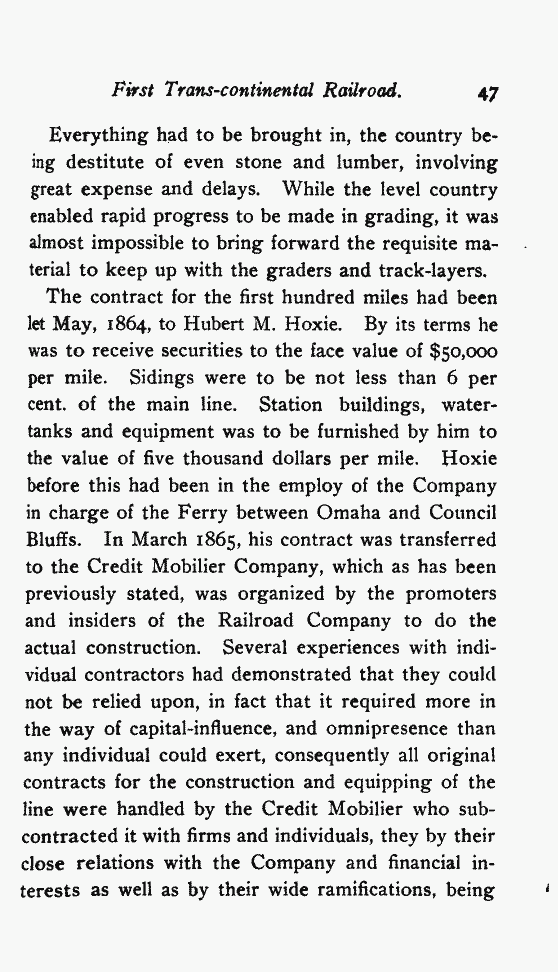 First Trans-continental Railroad. 47
Everything had to be brought in, the country be-
ing destitute of even stone and lumber, involving
great expense and delays. While the level country
enabled rapid progress to be made in grading, it was
almost impossible to bring forward the requisite ma-
terial to keep up with the graders and track-layers.
The contract for the first hundred miles had been
let May, 1864, to Hubert M. Hoxie. By its terms he
was to receive securities to the face value of $50,000
per mile. Sidings were to be not less than 6 per
cent. of the main line. Station buildings, water-
tanks and equipment was to be furnished by him to
the value of five thousand dollars per mile. Hoxie
before this had been in the employ of the Company
in charge of the Ferry between Omaha and Council
Bluffs. In March 1865, his contract was transferred
to the Credit Mobilier Company, which as has been
previously stated, was organized by the promoters
and insiders of the Railroad Company to do the
actual construction. Several experiences with indi-
vidual contractors had demonstrated that they could
not be relied upon, in fact that it required more in
the way of capital-influence, and omnipresence than
any individual could exert, consequently all original
contracts for the construction and equipping of the
line were handled by the Credit Mobilier who sub-
contracted it with firms and individuals, they by their
close relations with the Company and financial in-
terests as well as by their wide ramifications, being